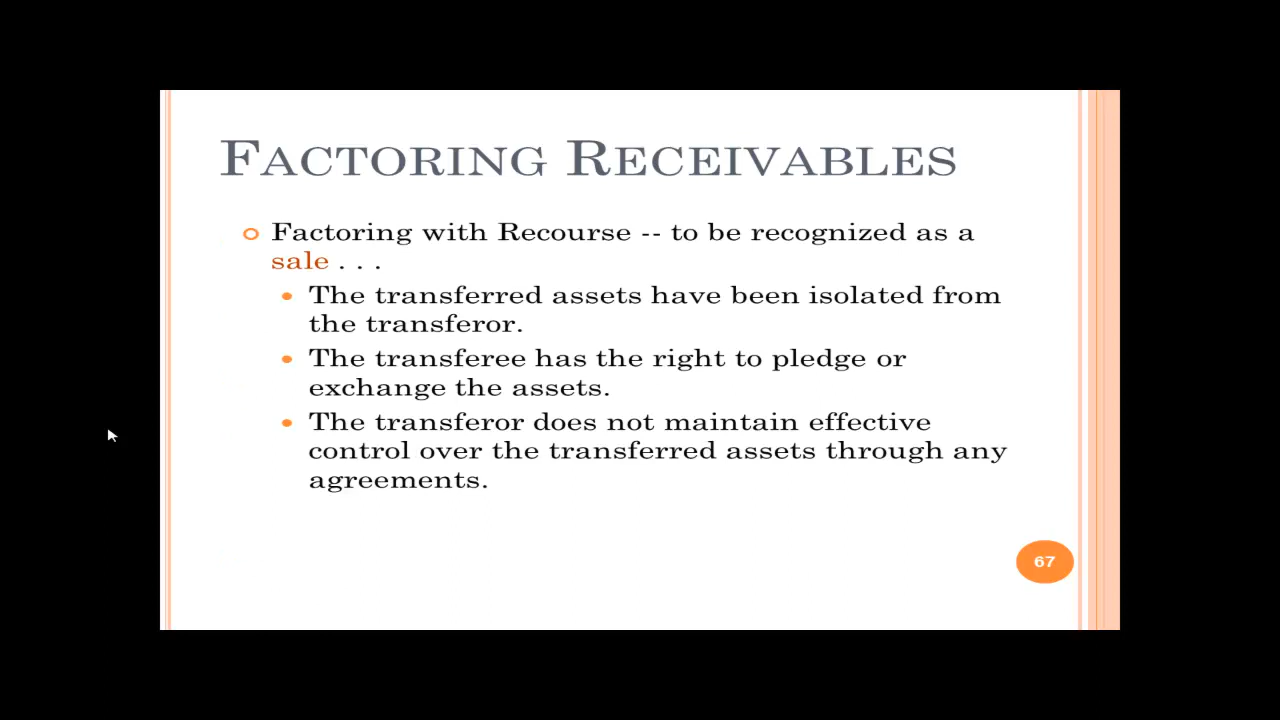 FACTORING RECEIVABLES
Factoring with Recourse -- to be recognized as a
sale . . .
The transferred assets have been isolated from
the transferor.
The transferee has the right to pledge or
exchange the assets.
The transferor does not maintain effective
control over the transferred assets through any
agreements.
67